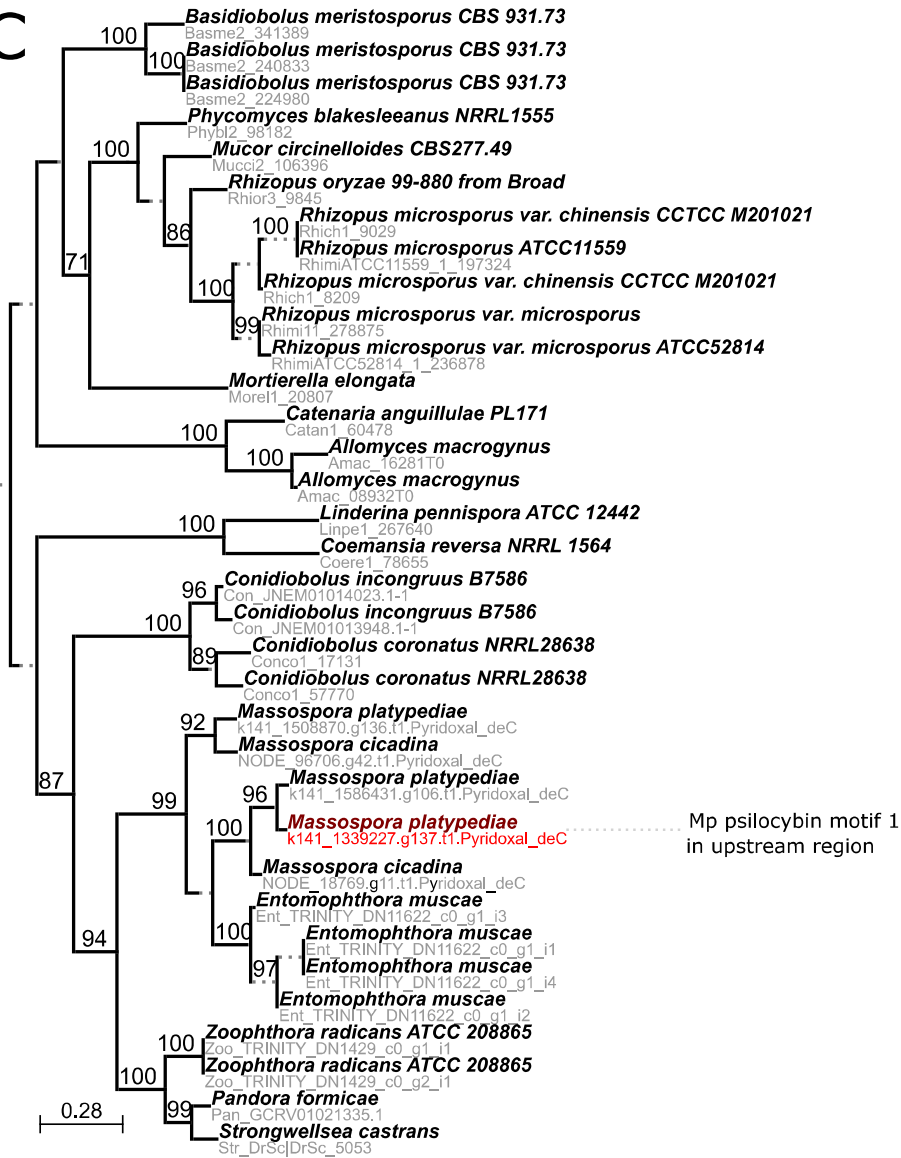 C
Basidiobolus meristosporus CBS 931.73
100
Basme2_341389
Basidiobolus meristosporus CBS 931.73
100
Basme2_240833
Basidiobolus meristosporus CBS 931.73
Basme2_224980
Phycomyces blakesleeanus NRRL1555
Phybl2_98182
100
Mucor circinelloides CBS277.49
Mucci2_106396
Rhizopus oryzae 99-880 from Broad
Rhior3_9845
Rhizopus microsporus var. chinensis CCTCC M201021
100
Rhich1_9029
86
Rhizopus microsporus ATCC11559
RhimiATCC11559_1_197324
71
Rhizopus microsporus var. chinensis CCTCC M201021
100
Rhich1_8209
Rhizopus microsporus var. microsporus
99
Rhimi11_278875
Rhizopus microsporus var. microsporus ATCC52814
RhimiATCC52814_1_236878
Mortierella elongata
Morel1_20807
Catenaria anguillulae PL171
Catan1_60478
100
Allomyces macrogynus
100
Amac_16281T0
Allomyces macrogynus
Amac_08932T0
Linderina pennispora ATCC 12442
100
Linpe1_267640
Coemansia reversa NRRL 1564
Coere1_78655
Conidiobolus incongruus B7586
96
Con_JNEM01014023.1-1
Conidiobolus incongruus B7586
100
Con_JNEM01013948.1-1
Conidiobolus coronatus NRRL28638
89
Conco1_17131
Conidiobolus coronatus NRRL28638
Conco1_57770
Massospora platypediae
92
k141_1508870.g136.t1.Pyridoxal_deC
Massospora cicadina
NODE_96706.g42.t1.Pyridoxal_deC
87
Massospora platypediae
99
96
k141_1586431.g106.t1.Pyridoxal_deC
Massospora platypediae
100
k141_1339227.g137.t1.Pyridoxal_deC
Mp psilocybin motif 1
in upstream region
Massospora cicadina
NODE_18769.g11.t1.Pyridoxal_deC
Entomophthora muscae
Ent_TRINITY_DN11622_c0_g1_i3
100
Entomophthora muscae
94
Ent_TRINITY_DN11622_c0_g1_i1
97
Entomophthora muscae
Ent_TRINITY_DN11622_c0_g1_i4
Entomophthora muscae
Ent_TRINITY_DN11622_c0_g1_i2
Zoophthora radicans ATCC 208865
100
Zoo_TRINITY_DN1429_c0_g1_i1
Zoophthora radicans ATCC 208865
100
Zoo_TRINITY_DN1429_c0_g2_i1
Pandora formicae
99
Pan_GCRV01021335.1
0.28
Strongwellsea castrans
Str_DrSc|DrSc_5053